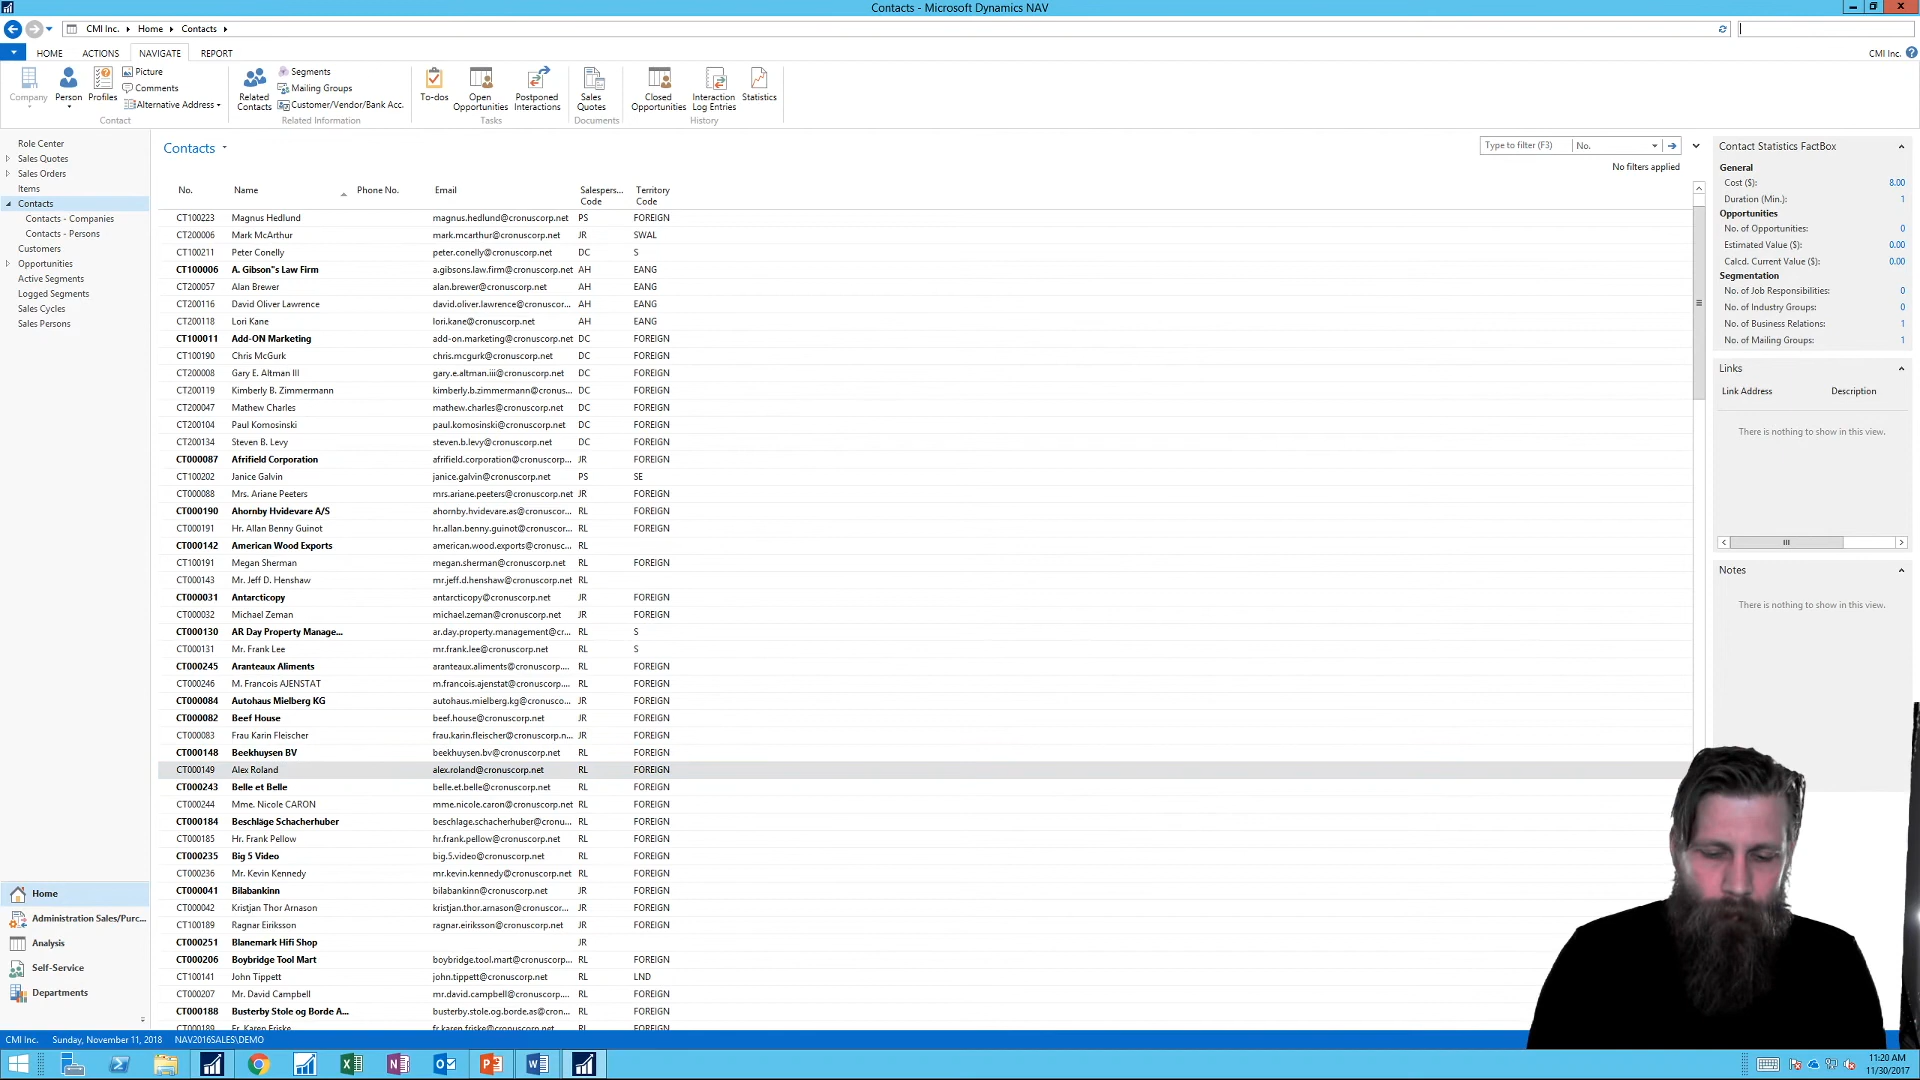 Contacts - Microsoft Dynamics NAV
CMI Inc. Home Contacts
HOME ACTIONS NAVIGATE REPORT CMI Inc.
Company Person Profiles Picture Comments Alternative Address
Related Contacts Segments Mailing Groups Customer/Vendor/Bank Acc.
To-dos Open Opportunities Postponed Interactions Sales Quotes Closed Opportunities Interaction Log Entries Statistics
Contact Related Information Tasks Documents History
Role Center
Sales Quotes
Sales Orders
Items
Contacts
Contacts - Companies
Contacts - Persons
Customers
Opportunities
Active Segments
Logged Segments
Sales Cycles
Sales Persons
Home
Administration Sales/Purc...
Analysis
Self-Service
Departments
Contacts
Type to filter (F3) No.
No filters applied
No. Name Phone No. Email Salespers... Code Territory Code
CT100223 Magnus Hedlund magnus.hedlund@cronuscorp.net PS FOREIGN
CT200006 Mark McArthur mark.mcarthur@cronuscorp.net JR SWAL
CT100211 Peter Conelly peter.conelly@cronuscorp.net DC S
CT100006 A. Gibson"s Law Firm a.gibsons.law.firm@cronuscorp.net AH EANG
CT200057 Alan Brewer alan.brewer@cronuscorp.net AH EANG
CT200116 David Oliver Lawrence david.oliver.lawrence@cronuscor... AH EANG
CT200118 Lori Kane lori.kane@cronuscorp.net AH EANG
CT100011 Add-ON Marketing add-on.marketing@cronuscorp.net DC FOREIGN
CT100190 Chris McGurk chris.mcgurk@cronuscorp.net DC FOREIGN
CT200008 Gary E. Altman III gary.e.altman.iii@cronuscorp.net DC FOREIGN
CT200119 Kimberly B. Zimmermann kimberly.b.zimmermann@cronus... DC FOREIGN
CT200047 Mathew Charles mathew.charles@cronuscorp.net DC FOREIGN
CT200104 Paul Komosinski paul.komosinski@cronuscorp.net DC FOREIGN
CT200134 Steven B. Levy steven.b.levy@cronuscorp.net DC FOREIGN
CT000087 Afrifield Corporation afrifield.corporation@cronuscorp... JR FOREIGN
CT100202 Janice Galvin janice.galvin@cronuscorp.net PS SE
CT000088 Mrs. Ariane Peeters mrs.ariane.peeters@cronuscorp.net JR FOREIGN
CT000190 Ahornby Hvidevare A/S ahornby.hvidevare.as@cronuscor... RL FOREIGN
CT000191 Hr. Allan Benny Guinot hr.allan.benny.guinot@cronuscor... RL FOREIGN
CT000142 American Wood Exports american.wood.exports@cronusc... RL
CT100191 Megan Sherman megan.sherman@cronuscorp.net RL FOREIGN
CT000143 Mr. Jeff D. Henshaw mr.jeff.d.henshaw@cronuscorp.net RL
CT000031 Antarcticopy antarcticopy@cronuscorp.net JR FOREIGN
CT000032 Michael Zeman michael.zeman@cronuscorp.net JR FOREIGN
CT000130 AR Day Property Manage... ar.day.property.management@cr... RL S
CT000131 Mr. Frank Lee mr.frank.lee@cronuscorp.net RL S
CT000245 Aranteaux Aliments aranteaux.aliments@cronuscorp.... RL FOREIGN
CT000246 M. Francois AJENSTAT m.francois.ajenstat@cronuscorp.... RL FOREIGN
CT000084 Autohaus Mielberg KG autohaus.mielberg.kg@cronusco... JR FOREIGN
CT000082 Beef House beef.house@cronuscorp.net JR FOREIGN
CT000083 Frau Karin Fleischer frau.karin.fleischer@cronuscorp.n... JR FOREIGN
CT000148 Beekhuysen BV beekhuysen.bv@cronuscorp.net RL FOREIGN
CT000149 Alex Roland alex.roland@cronuscorp.net RL FOREIGN
CT000243 Belle et Belle belle.et.belle@cronuscorp.net RL FOREIGN
CT000244 Mme. Nicole CARON mme.nicole.caron@cronuscorp.net RL FOREIGN
CT000184 Beschläge Schacherhuber beschlage.schacherhuber@cronu... RL FOREIGN
CT000185 Hr. Frank Pellow hr.frank.pellow@cronuscorp.net RL FOREIGN
CT000235 Big 5 Video big.5.video@cronuscorp.net RL FOREIGN
CT000236 Mr. Kevin Kennedy mr.kevin.kennedy@cronuscorp.net RL FOREIGN
CT000041 Bilabankinn bilabankinn@cronuscorp.net JR FOREIGN
CT000042 Kristjan Thor Arnason kristjan.thor.arnason@cronuscor... JR FOREIGN
CT100189 Ragnar Eiriksson ragnar.eiriksson@cronuscorp.net JR FOREIGN
CT000251 Blanemark Hifi Shop JR
CT000206 Boybridge Tool Mart boybridge.tool.mart@cronuscorp... RL FOREIGN
CT100141 John Tippett john.tippett@cronuscorp.net RL LND
CT000207 Mr. David Campbell mr.david.campbell@cronuscorp.... RL FOREIGN
CT000188 Busterby Stole og Borde A... busterby.stole.og.borde.as@cron... RL FOREIGN
CT000189 Fr. Karen Friske fr.karen.friske@cronuscorp.net RL FOREIGN
Contact Statistics FactBox
General
Cost ($): 8.00
Duration (Min.): 1
Opportunities
No. of Opportunities: 0
Estimated Value ($): 0.00
Calcd. Current Value ($): 0.00
Segmentation
No. of Job Responsibilities: 0
No. of Industry Groups: 0
No. of Business Relations: 1
No. of Mailing Groups: 1
Links
Link Address Description
There is nothing to show in this view.
Notes
There is nothing to show in this view.
CMI Inc. Sunday, November 11, 2018 NAV2016SALES\DEMO
11:20 AM
11/30/2017